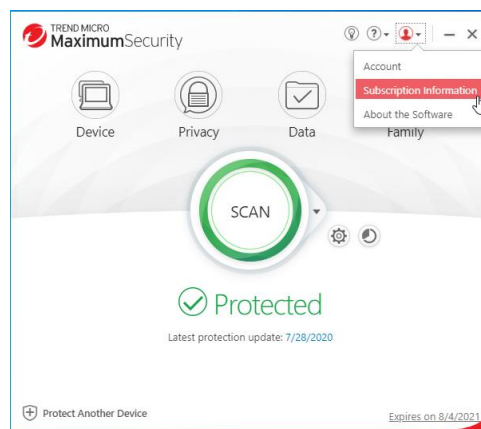 TREND MICRO
MaximumSecurity
Account
Subscription Information
About the Software
Device
Privacy
Data
Family
SCAN
Protected
Latest protection update: 7/28/2020
Protect Another Device
Expires on 8/4/2021